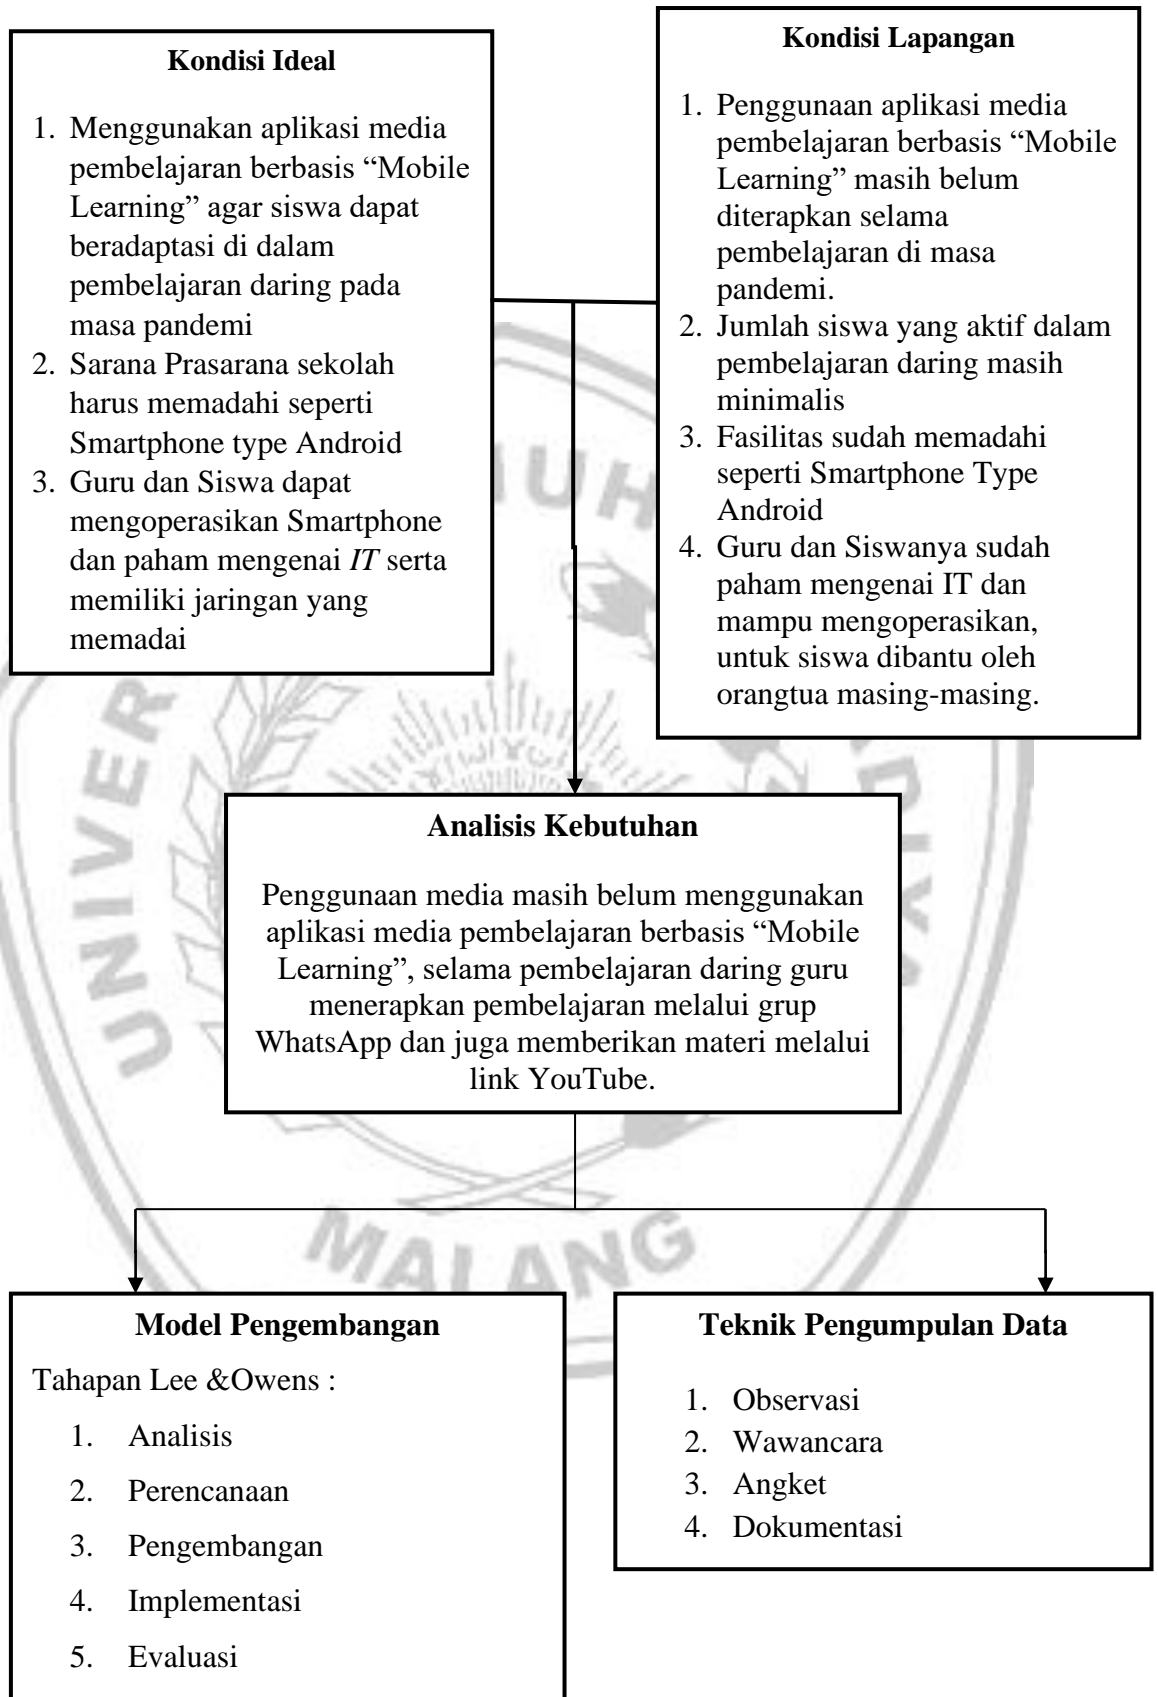 Kondisi Ideal
1. Menggunakan aplikasi media
pembelajaran berbasis “Mobile
Learning” agar siswa dapat
beradaptasi di dalam
pembelajaran daring pada
masa pandemi
2. Sarana Prasarana sekolah
harus memadahi seperti
Smartphone type Android
3. Guru dan Siswa dapat
mengoperasikan Smartphone
dan paham mengenai IT serta
memiliki jaringan yang
memadai
Kondisi Lapangan
1. Penggunaan aplikasi media
pembelajaran berbasis “Mobile
Learning” masih belum
diterapkan selama
pembelajaran di masa
pandemi.
2. Jumlah siswa yang aktif dalam
pembelajaran daring masih
minimalis
3. Fasilitas sudah memadahi
seperti Smartphone Type
Android
4. Guru dan Siswanya sudah
paham mengenai IT dan
mampu mengoperasikan,
untuk siswa dibantu oleh
orangtua masing-masing.
Analisis Kebutuhan
Penggunaan media masih belum menggunakan
aplikasi media pembelajaran berbasis “Mobile
Learning”, selama pembelajaran daring guru
menerapkan pembelajaran melalui grup
WhatsApp dan juga memberikan materi melalui
link YouTube.
Model Pengembangan
Tahapan Lee &Owens :
1. Analisis
2. Perencanaan
3. Pengembangan
4. Implementasi
5. Evaluasi
Teknik Pengumpulan Data
1. Observasi
2. Wawancara
3. Angket
4. Dokumentasi
MALANG